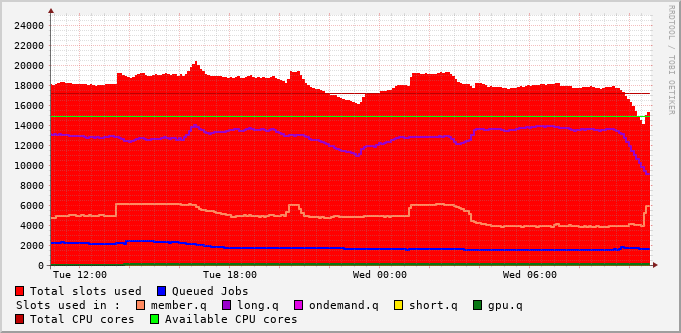 RRDTOOL / TOBI OETIKER
24000
22000
20000
18000
16000
14000
12000
10000
8000
6000
4000
2000
0
Tue 12:00 Tue 18:00 Wed 00:00 Wed 06:00
Total slots used Queued Jobs
Slots used in : member.q long.q ondemand.q short.q gpu.q
Total CPU cores Available CPU cores